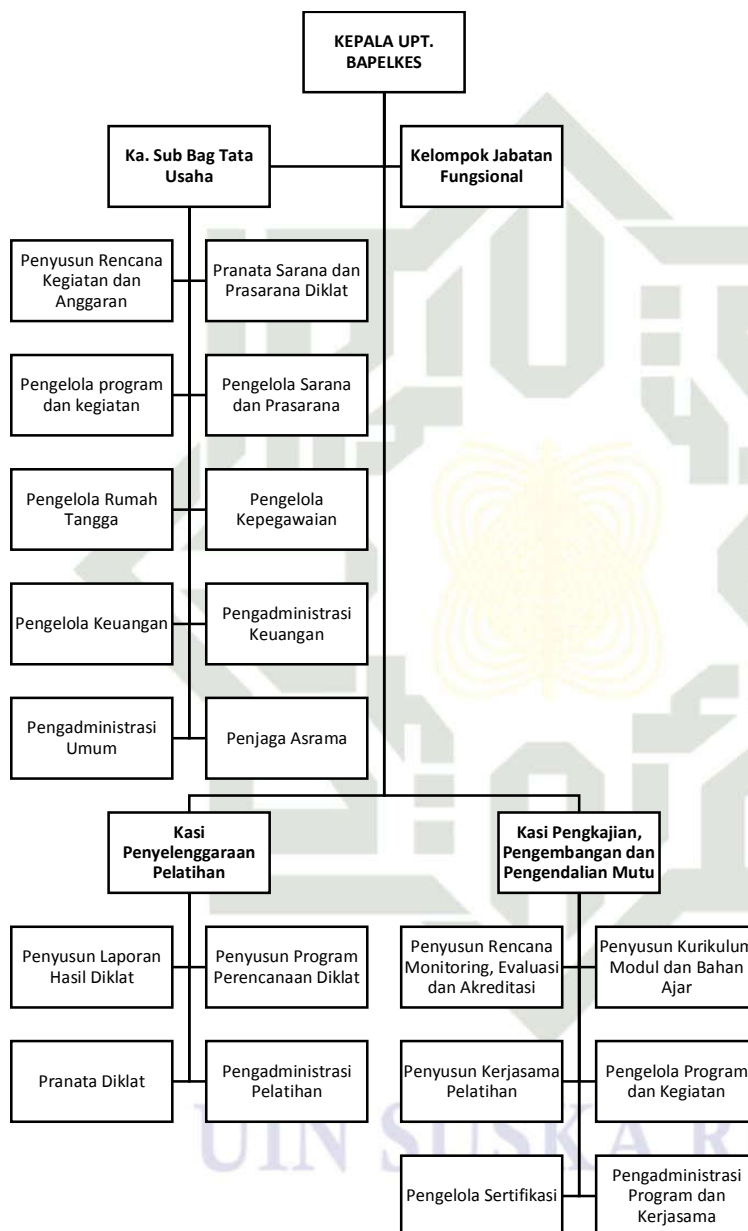 KEPALA UPT.
BAPELKES
Ka. Sub Bag Tata
Usaha
Kelompok Jabatan
Fungsional
Penyusun Rencana
Kegiatan dan
Anggaran
Pranata Sarana dan
Prasarana Diklat
Pengelola program
dan kegiatan
Pengelola Sarana
dan Prasarana
Pengelola Rumah
Tangga
Pengelola
Kepegawaian
Pengelola Keuangan
Pengadministrasi
Keuangan
Pengadministrasi
Umum
Penjaga Asrama
Kasi
Penyelenggaraan
Pelatihan
Kasi Pengkajian,
Pengembangan dan
Pengendalian Mutu
Penyusun Laporan
Hasil Diklat
Penyusun Program
Perencanaan Diklat
Penyusun Rencana
Monitoring, Evaluasi
dan Akreditasi
Penyusun Kurikulum
Modul dan Bahan
Ajar
Pranata Diklat
Pengadministrasi
Pelatihan
Penyusun Kerjasama
Pelatihan
Pengelola Program
dan Kegiatan
UIN SUSKA R
Pengelola Sertifikasi
Pengadministrasi
Program dan
Kerjasama